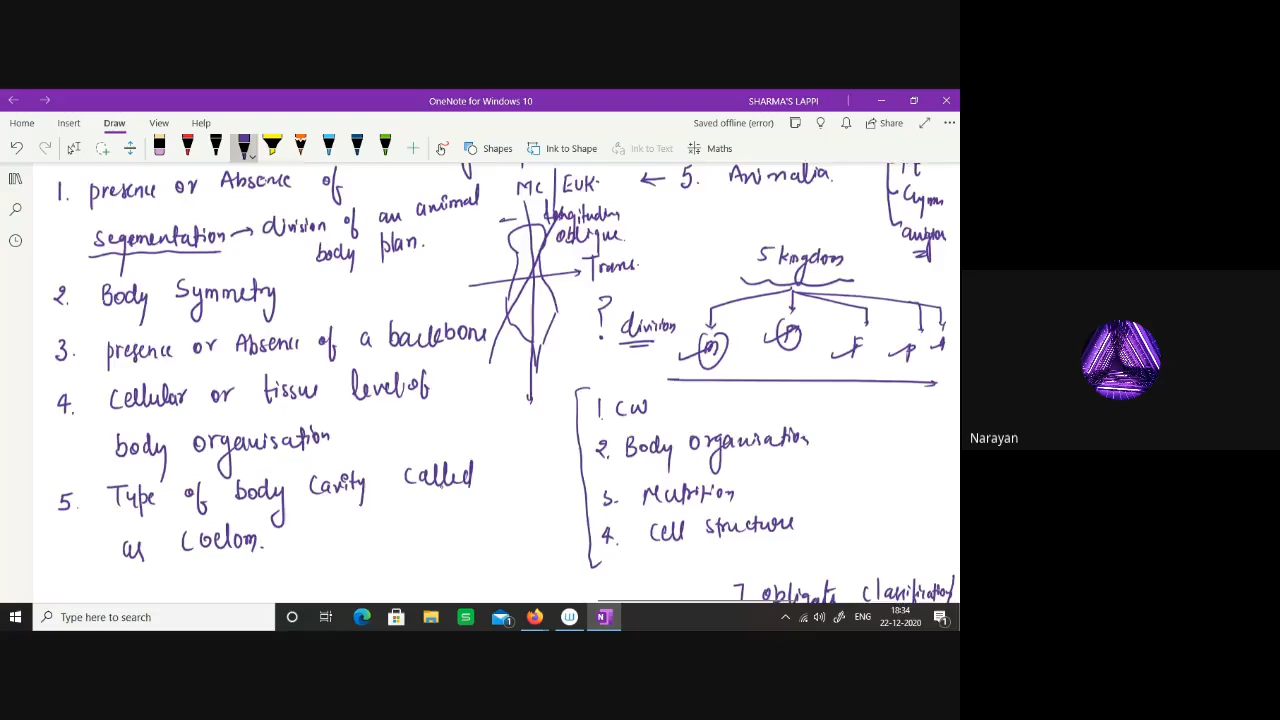 OneNote for Windows 10
SHARMA'S LAPPI
Home Insert Draw View Help
Saved offline (error)
Share
Shapes
Ink to Shape
Ink to Text
Maths
1. presence or Absence of
segementation → division of an animal
body plan.
2. Body Symmetry
3. presence or Absence of a backbone
4. Cellular or tissue level of
body organisation
5. Type of body Cavity called
as Coelom.
MC EUK. ← 5. Animalia.
oblique.
Trans.
? division
5 kingdom
F P A
1. CW
2. Body organisation
3. Nutrition
4. Cell structure
7 obligate classification
Gymn
Narayan
Type here to search
ENG
18:34
22-12-2020